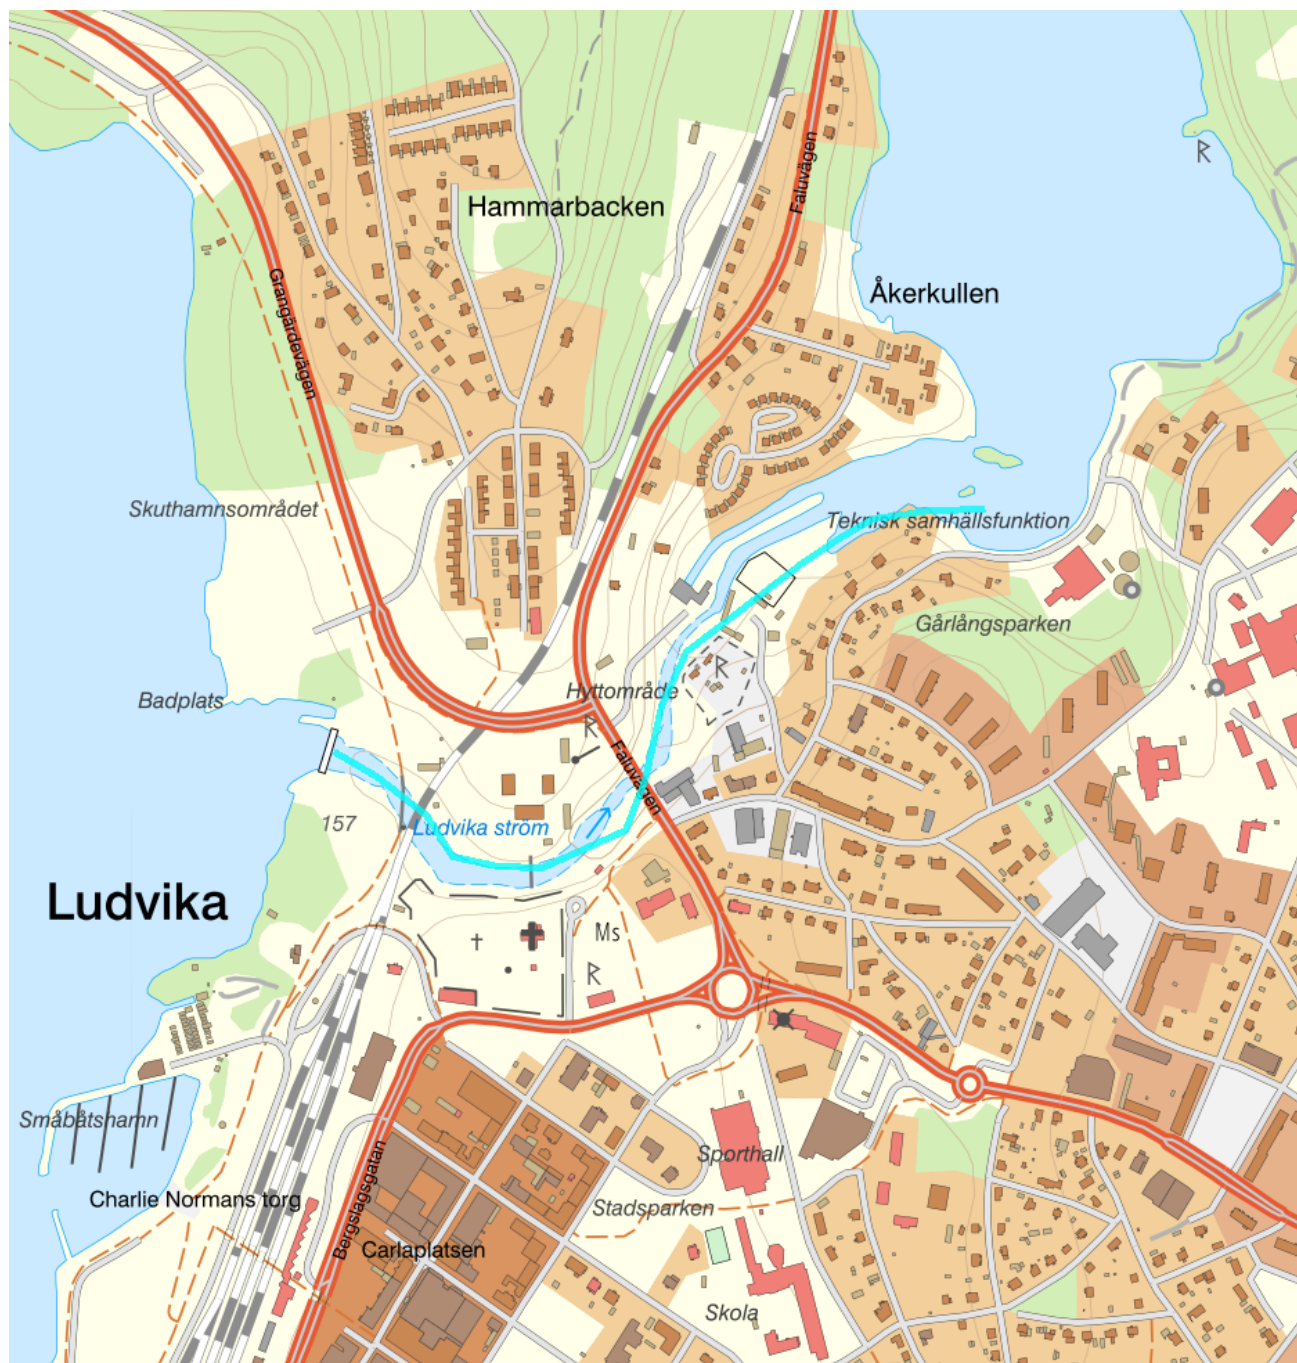 Faluvägen
Hammarbacken
Åkerkullen
Grangärdevägen
Skuthamnsområdet
Teknisk samhällsfunktion
Gårlångsparken
Badplats
Hyttområde
Faluvägen
157
Ludvika ström
Ludvika
Ms
Småbåtshamn
Sporthall
Charlie Normans torg
Bergslagsgatan
Stadsparken
Carlaplatsen
Skola